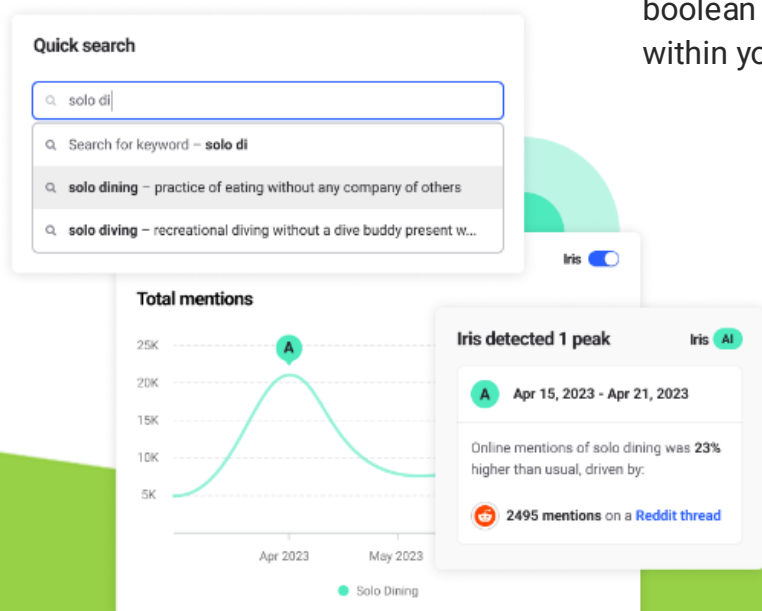 boolean
within yo
Quick search
solo di
Search for keyword – solo di
solo dining – practice of eating without any company of others
solo diving – recreational diving without a dive buddy present w...
Iris
Total mentions
25K
20K
15K
10K
5K
A
Apr 2023
May 2023
Solo Dining
Iris detected 1 peak
Iris AI
A Apr 15, 2023 - Apr 21, 2023
Online mentions of solo dining was 23%
higher than usual, driven by:
2495 mentions on a Reddit thread